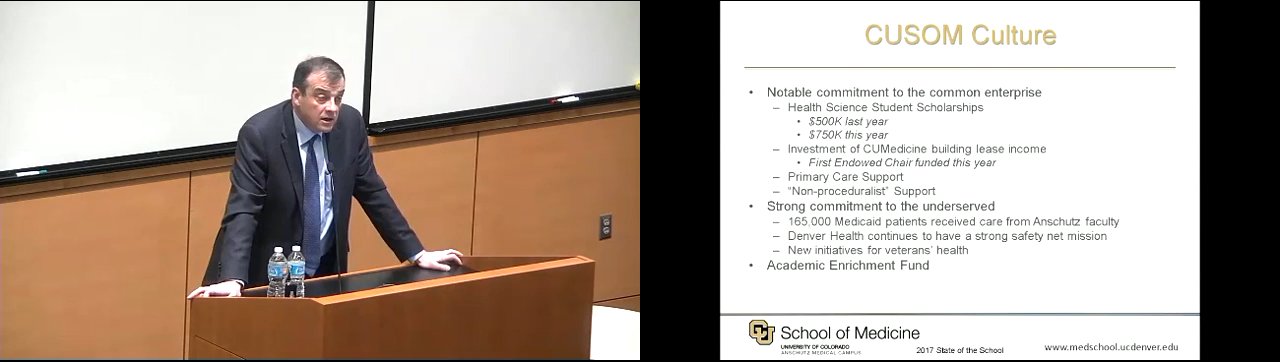 CUSOM Culture
• Notable commitment to the common enterprise
– Health Science Student Scholarships
• $500K last year
• $750K this year
– Investment of CUMedicine building lease income
• First Endowed Chair funded this year
– Primary Care Support
– “Non-proceduralist” Support
• Strong commitment to the underserved
– 165,000 Medicaid patients received care from Anschutz faculty
– Denver Health continues to have a strong safety net mission
– New initiatives for veterans’ health
• Academic Enrichment Fund
CU School of Medicine
UNIVERSITY OF COLORADO
ANSCHUTZ MEDICAL CAMPUS
2017 State of the School
www.medschool.ucdenver.edu